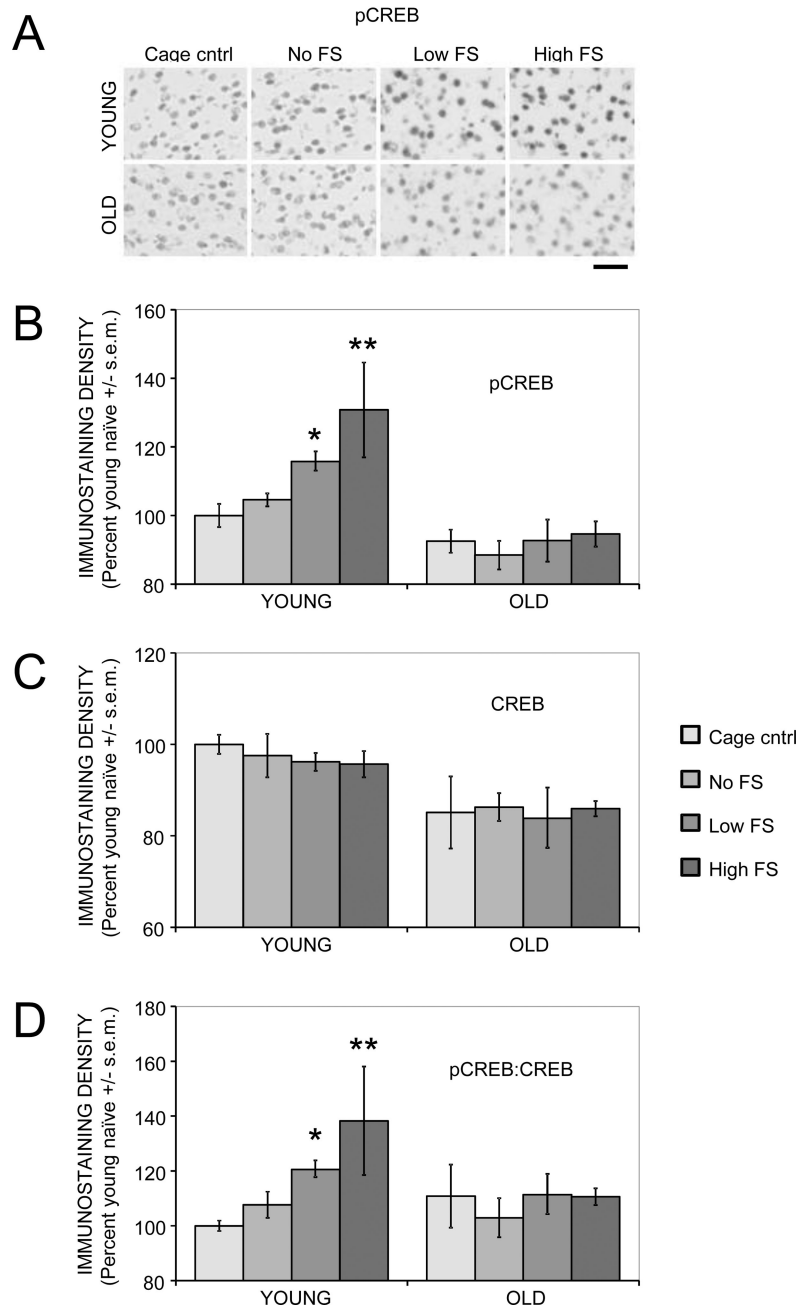 A
pCREB
Cage cntrl No FS Low FS High FS
YOUNG
OLD
B
IMMUNOSTAINING DENSITY
(Percent young naïve +/- s.e.m.)
160
140
120
100
80
* **
pCREB
YOUNG OLD
C
IMMUNOSTAINING DENSITY
(Percent young naïve +/- s.e.m.)
120
100
80
60
CREB
YOUNG OLD
Cage cntrl
No FS
Low FS
High FS
D
IMMUNOSTAINING DENSITY
(Percent young naïve +/- s.e.m.)
180
160
140
120
100
80
* **
pCREB:CREB
YOUNG OLD